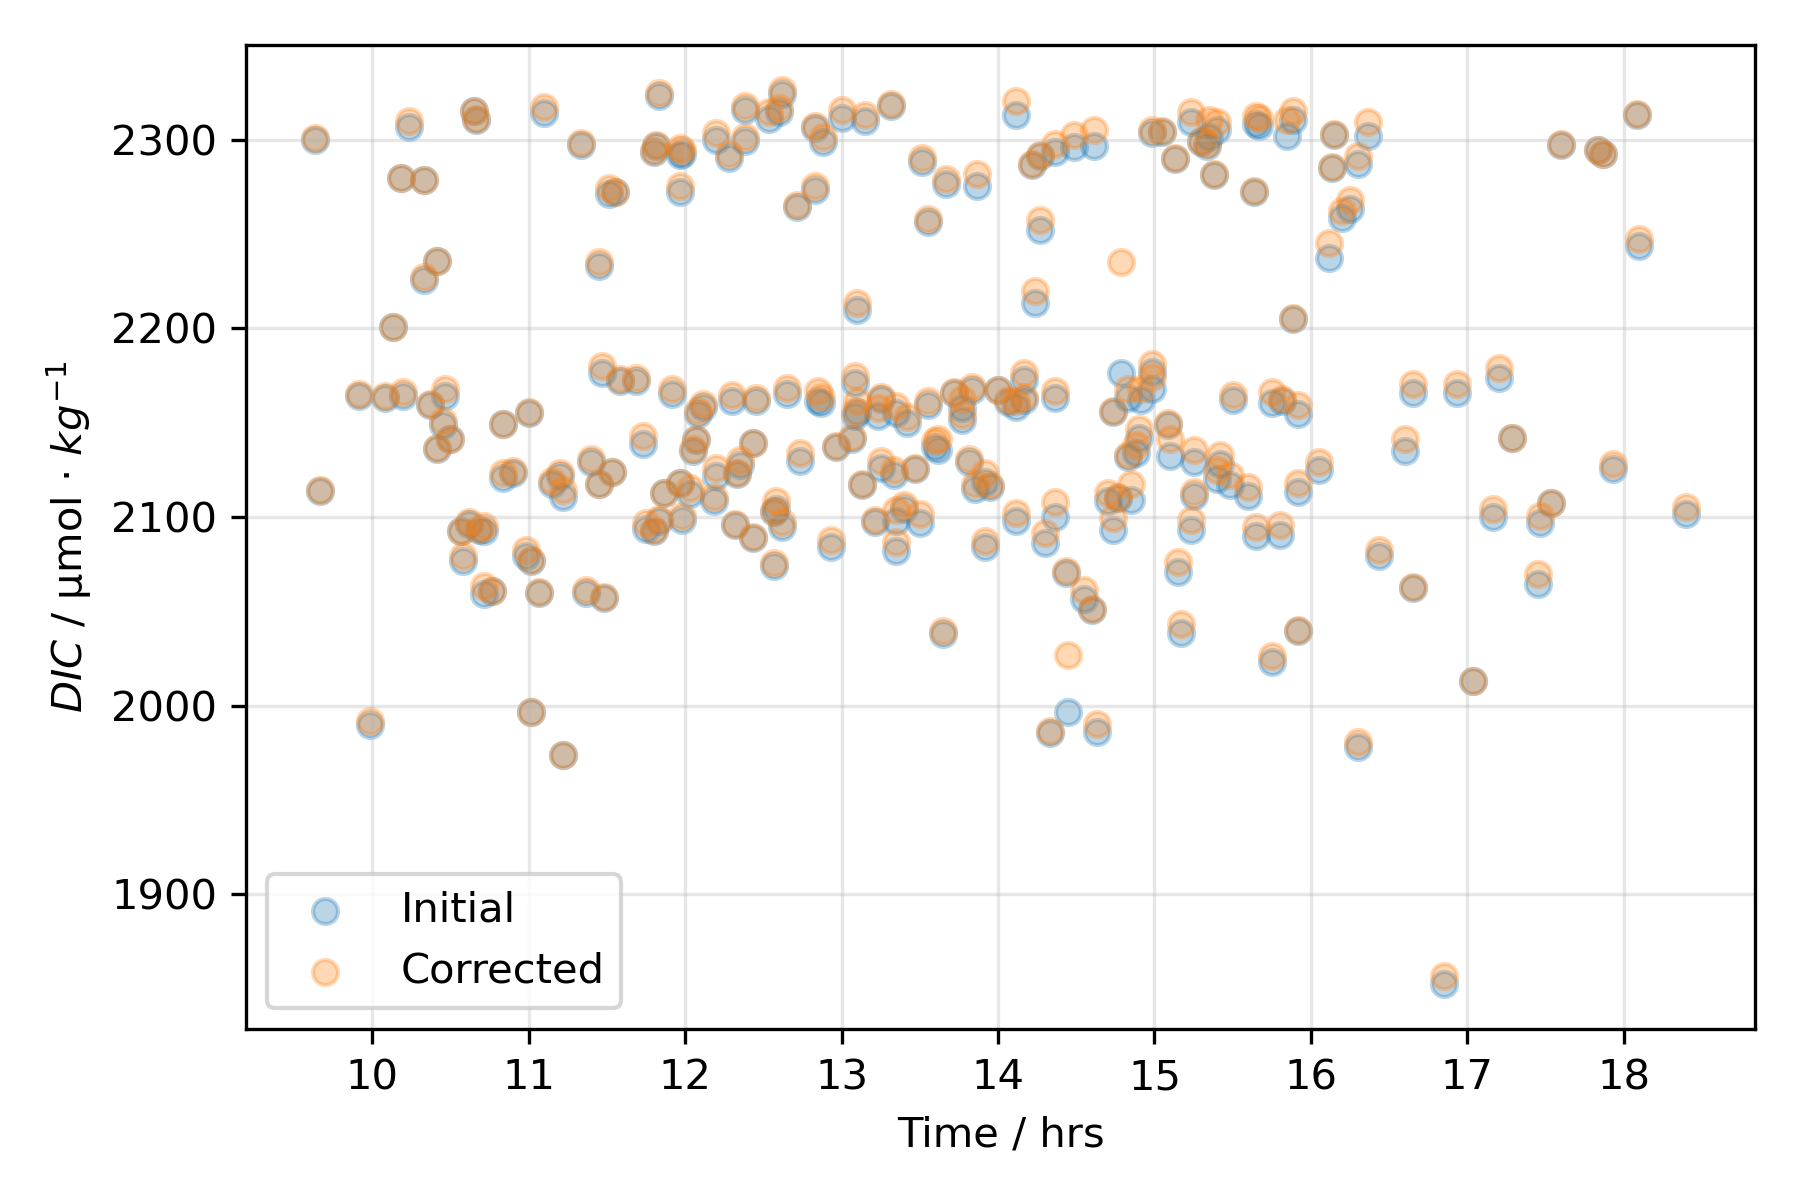 2300
2200
2100
2000
1900
DIC / µmol · kg⁻¹
Initial
Corrected
10 11 12 13 14 15 16 17 18
Time / hrs